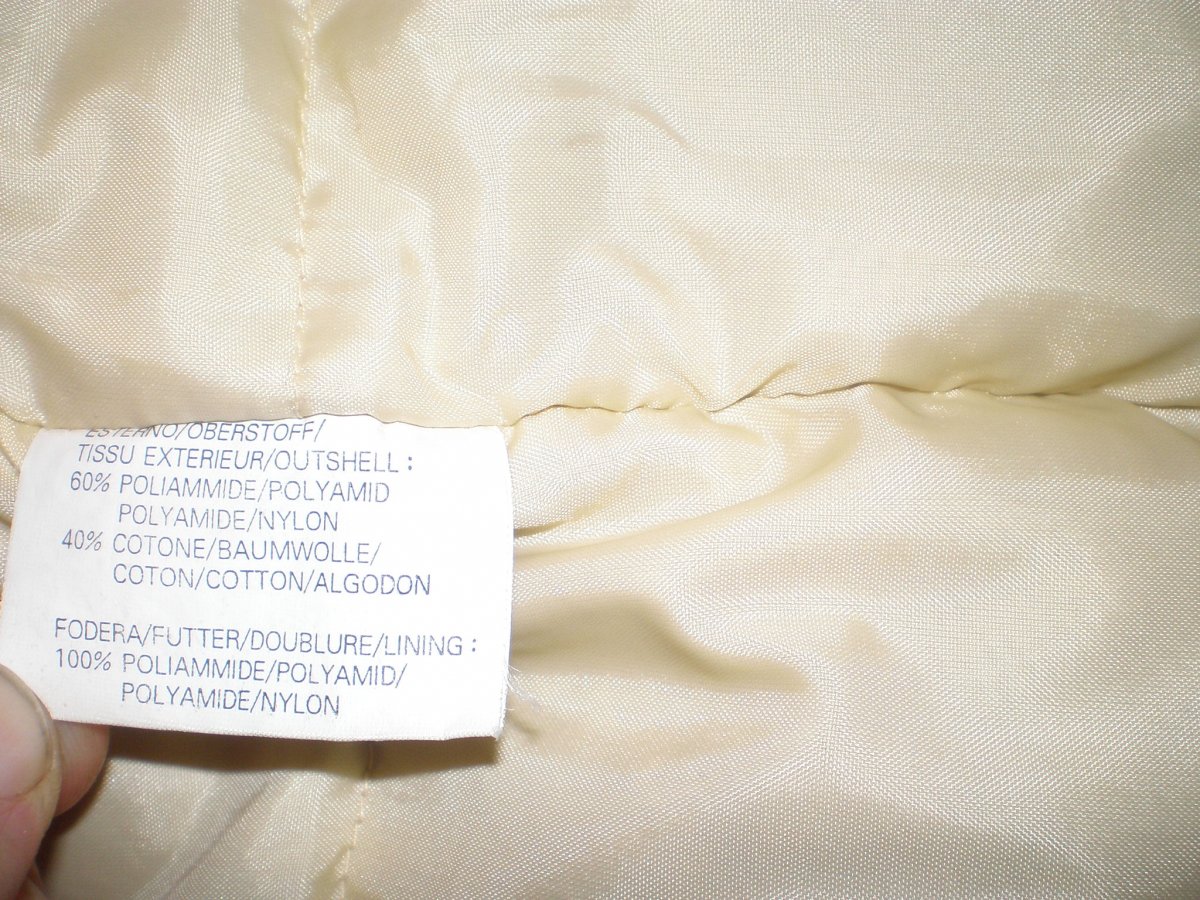 ESTERNO/OBERSTOFF/
TISSU EXTERIEUR/OUTSHELL:
60% POLIAMMIDE/POLYAMID
POLYAMIDE/NYLON
40% COTONE/BAUMWOLLE/
COTON/COTTON/ALGODON
FODERA/FUTTER/DOUBLURE/LINING:
100% POLIAMMIDE/POLYAMID/
POLYAMIDE/NYLON